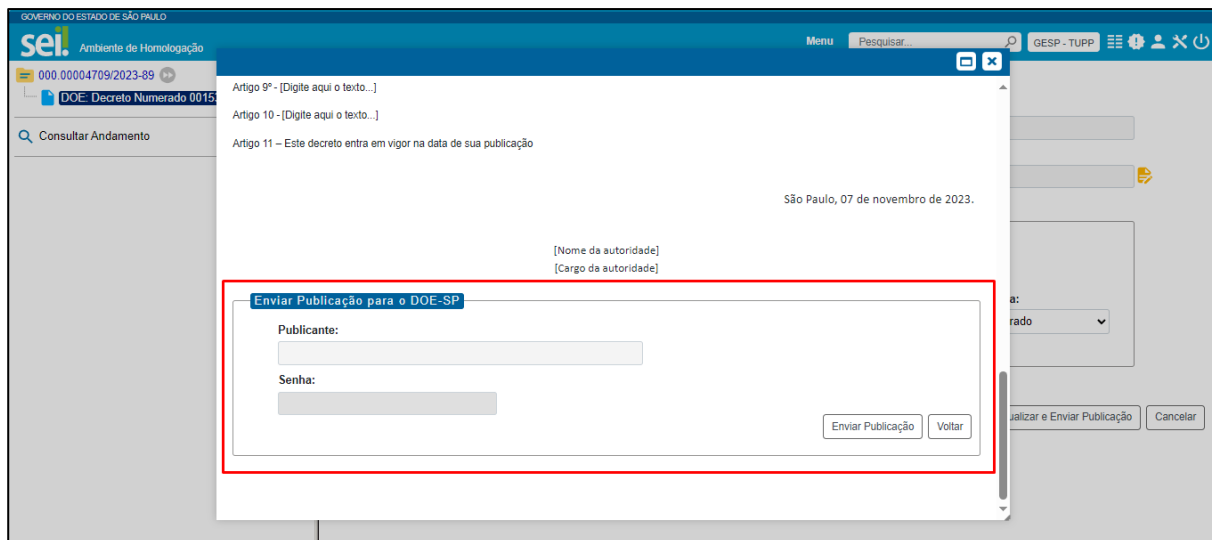 GOVERNO DO ESTADO DE SÃO PAULO
sei! Ambiente de Homologação
Menu Pesquisar... GESP - TUPP
000.00004709/2023-89
DOE: Decreto Numerado 0015
Consultar Andamento
Artigo 9º - [Digite aqui o texto...]
Artigo 10 - [Digite aqui o texto...]
Artigo 11 – Este decreto entra em vigor na data de sua publicação
São Paulo, 07 de novembro de 2023.
[Nome da autoridade]
[Cargo da autoridade]
Enviar Publicação para o DOE-SP
Publicante:
Senha:
Enviar Publicação Voltar
a:
rado
ualizar e Enviar Publicação Cancelar